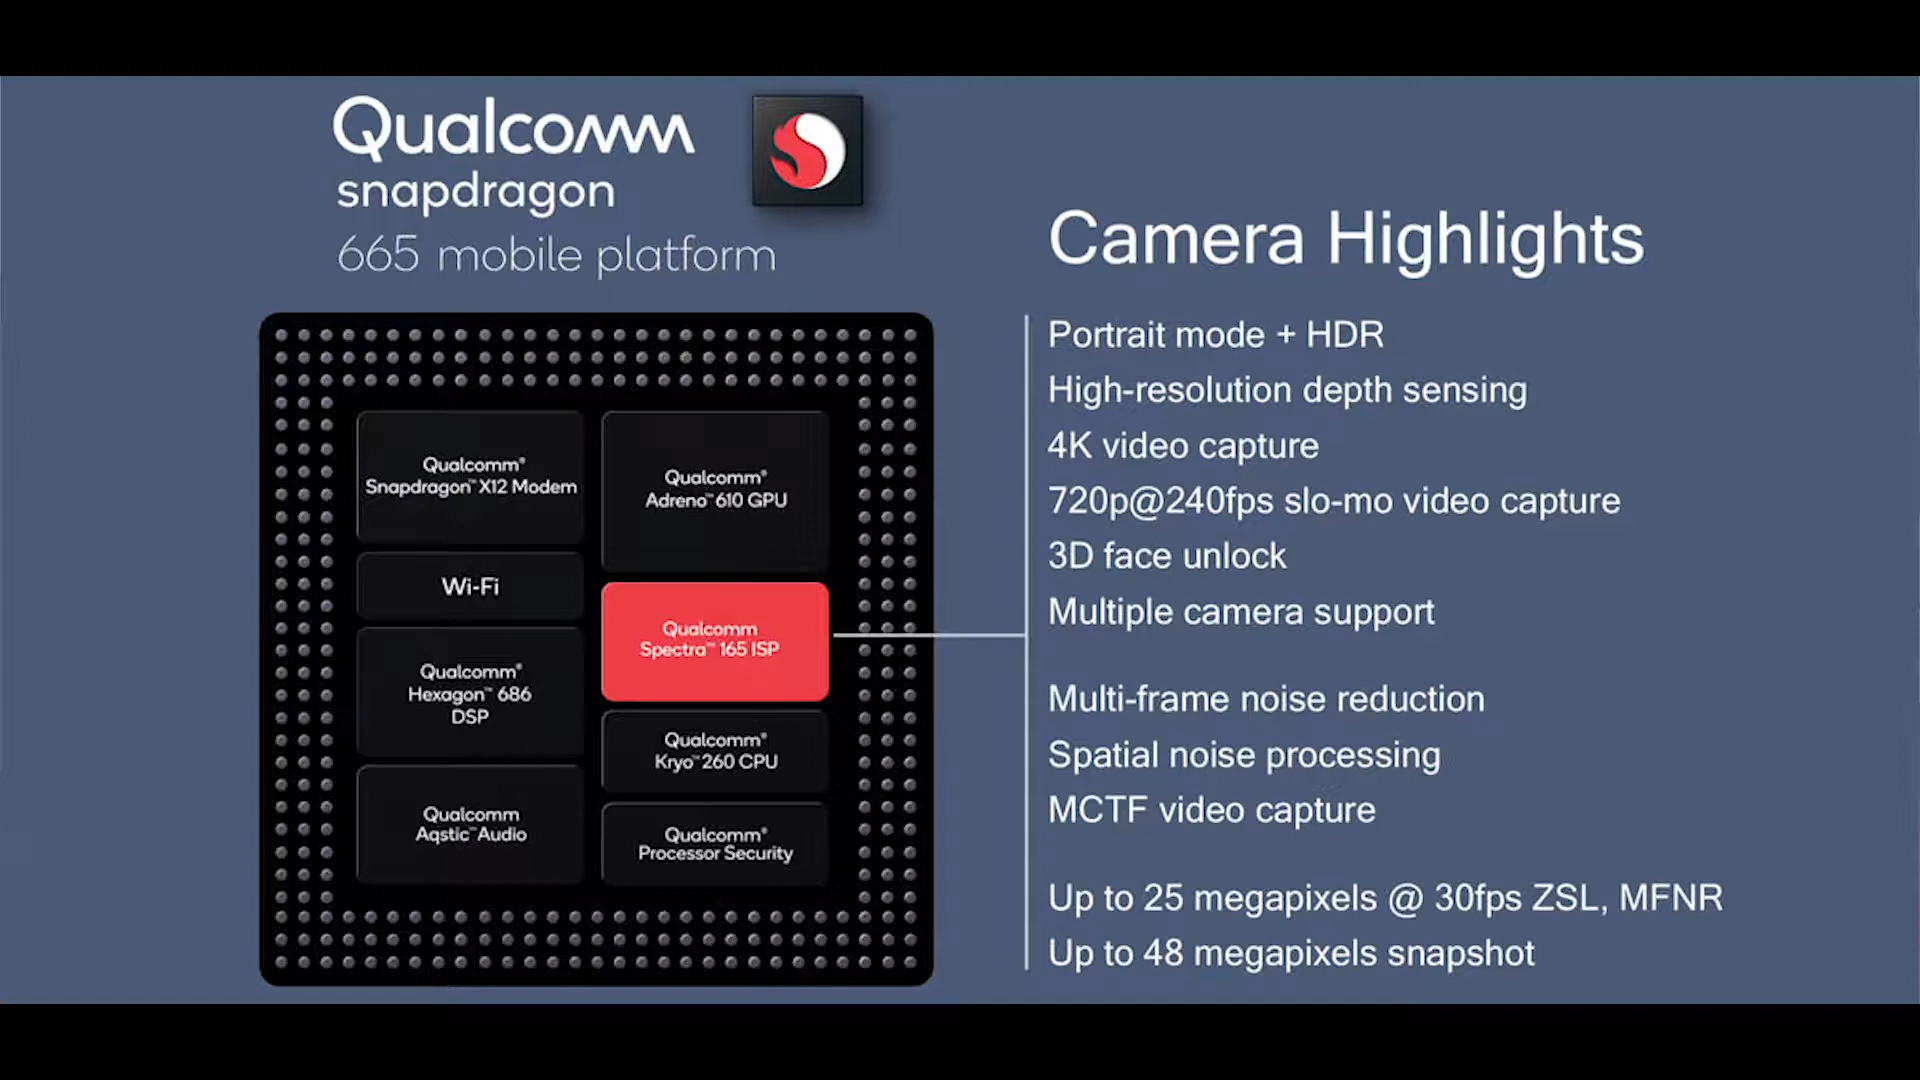 Qualcomm
snapdragon
665 mobile platform
Qualcomm®
Snapdragon™ X12 Modem
Wi-Fi
Qualcomm®
Hexagon™ 686
DSP
Qualcomm
Aqstic™ Audio
Qualcomm®
Adreno™ 610 GPU
Qualcomm
Spectra™ 165 ISP
Qualcomm®
Kryo™ 260 CPU
Qualcomm®
Processor Security
Camera Highlights
Portrait mode + HDR
High-resolution depth sensing
4K video capture
720p@240fps slo-mo video capture
3D face unlock
Multiple camera support
Multi-frame noise reduction
Spatial noise processing
MCTF video capture
Up to 25 megapixels @ 30fps ZSL, MFNR
Up to 48 megapixels snapshot